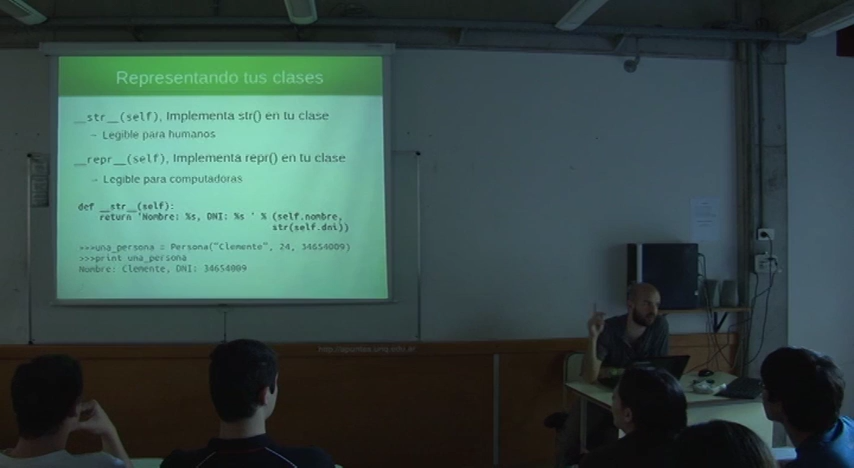 Representando tus clases
__str__(self), Implementa str() en tu clase
– Legible para humanos
__repr__(self), Implementa repr() en tu clase
– Legible para computadoras
def __str__(self):
return 'Nombre: %s, DNI: %s ' % (self.nombre,
str(self.dni))
>>>una_persona = Persona("Clemente", 24, 34654009)
>>>print una_persona
Nombre: Clemente, DNI: 34654009